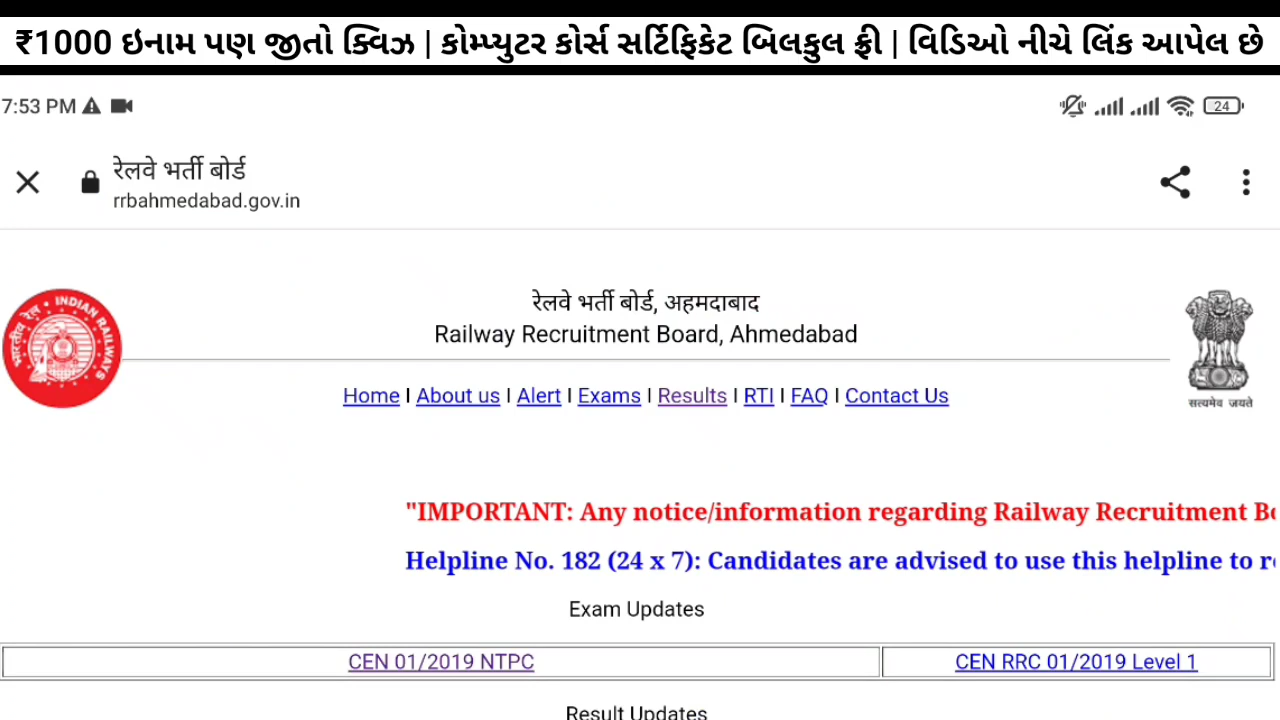 ₹1000 ઇનામ પણ જીતો ક્વિઝ | કોમ્પ્યુટર કોર્સ સર્ટિફિકેટ બિલકુલ ફ્રી | વિડિઓ નીચે લિંક આપેલ છે
7:53 PM 24
रेलवे भर्ती बोर्ड
rrbahmedabad.gov.in
INDIAN RAILWAYS भारतीय रेल
रेलवे भर्ती बोर्ड, अहमदाबाद
Railway Recruitment Board, Ahmedabad
सत्यमेव जयते
Home I About us I Alert I Exams I Results I RTI I FAQ I Contact Us
"IMPORTANT: Any notice/information regarding Railway Recruitment
Helpline No. 182 (24 x 7): Candidates are advised to use this helpline to
Exam Updates
CEN 01/2019 NTPC CEN RRC 01/2019 Level 1
Result Updates